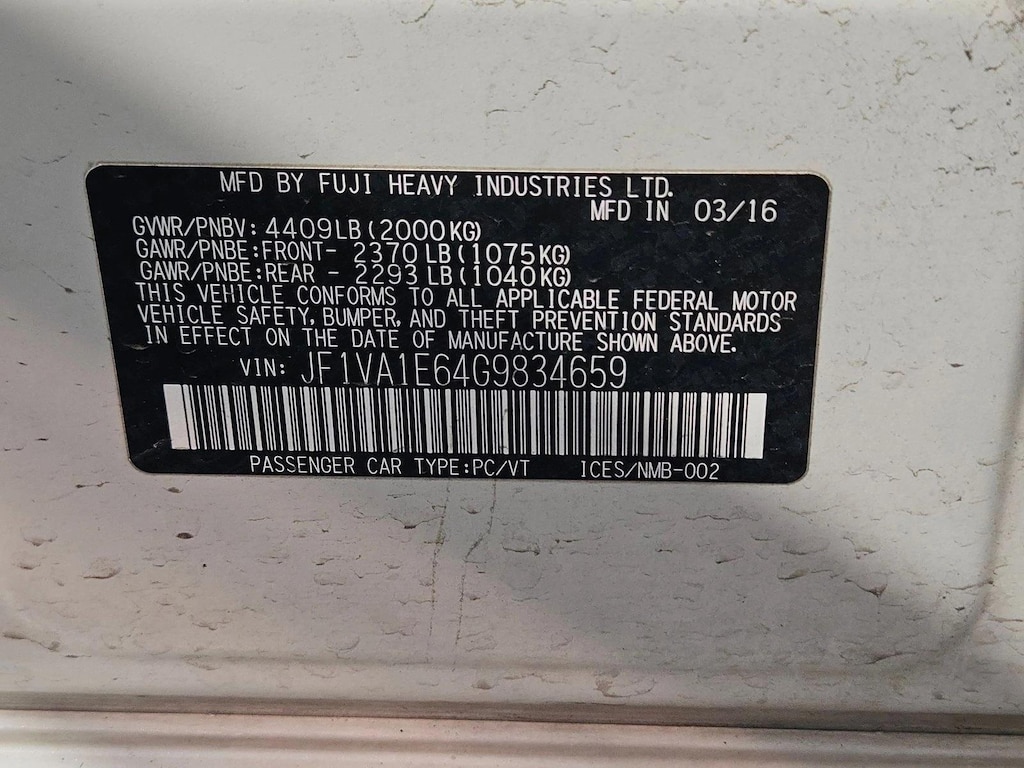 MFD BY FUJI HEAVY INDUSTRIES LTD.
MFD IN 03/16
GVWR/PNBV: 4409LB(2000KG)
GAWR/PNBE:FRONT- 2370LB(1075KG)
GAWR/PNBE:REAR - 2293LB(1040KG)
THIS VEHICLE CONFORMS TO ALL APPLICABLE FEDERAL MOTOR
VEHICLE SAFETY, BUMPER, AND THEFT PREVENTION STANDARDS
IN EFFECT ON THE DATE OF MANUFACTURE SHOWN ABOVE.
VIN: JF1VA1E64G9834659
PASSENGER CAR TYPE:PC/VT ICES/NMB-002